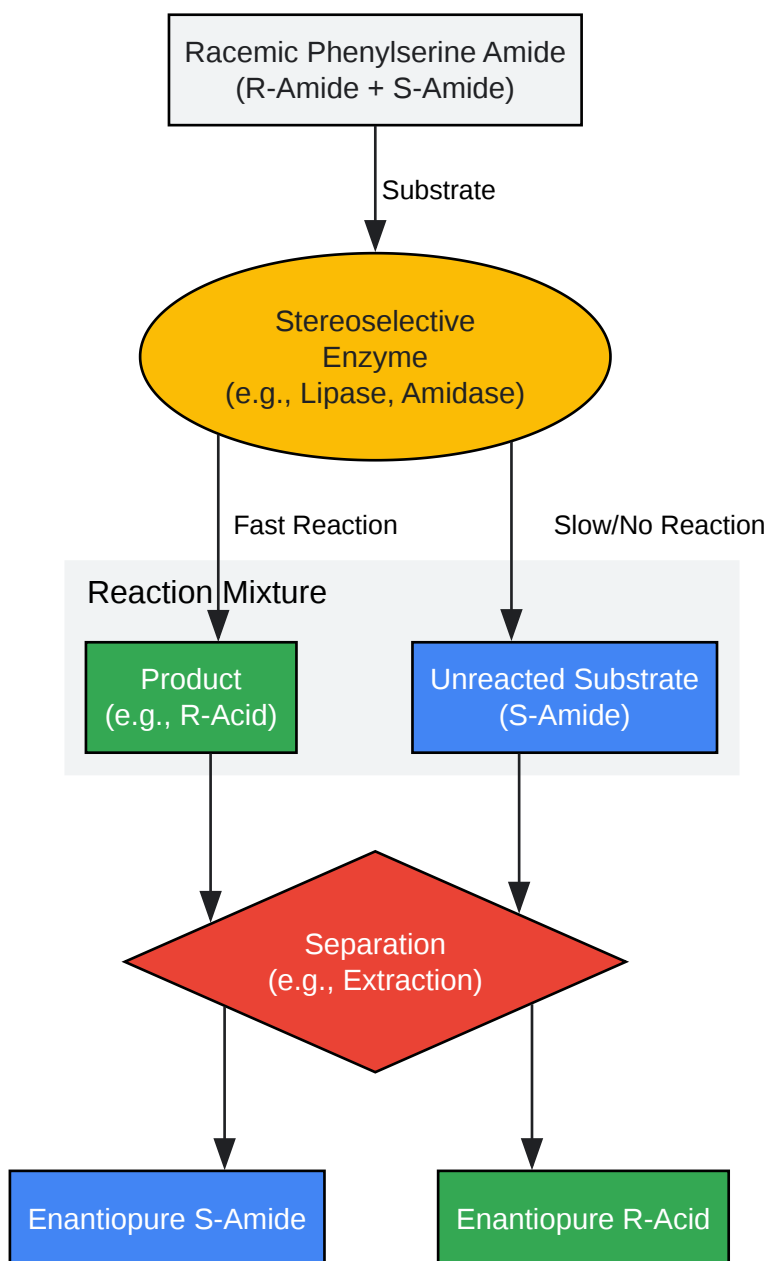 Racemic Phenylserine Amide
(R-Amide + S-Amide)
Substrate
Stereoselective
Enzyme
(e.g., Lipase, Amidase)
Fast Reaction
Slow/No Reaction
Reaction Mixture
Product
(e.g., R-Acid)
Unreacted Substrate
(S-Amide)
Separation
(e.g., Extraction)
Enantiopure S-Amide
Enantiopure R-Acid